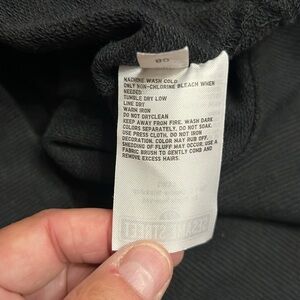 MACHINE WASH COLD
ONLY NON-CHLORINE BLEACH WHEN
NEEDED
TUMBLE DRY LOW
LINE DRY
WARM IRON
DO NOT DRYCLEAN
KEEP AWAY FROM FIRE. WASH DARK
COLORS SEPARATELY. DO NOT SOAK.
USE PRESS CLOTH. DO NOT IRON
DECORATION. COLOR MAY RUB OFF.
SHEDDING OF FLUFF MAY OCCUR. USE A
FABRIC BRUSH TO GENTLY COMB AND
REMOVE EXCESS HAIRS.